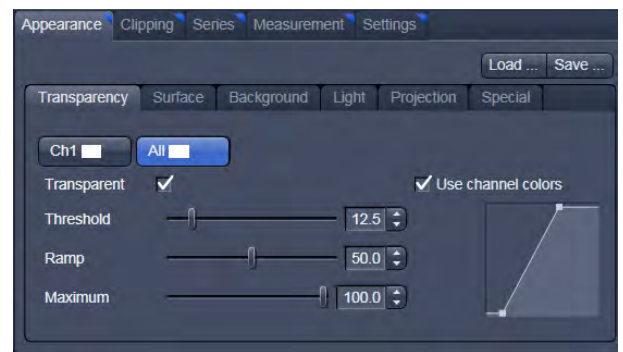 Appearance Clipping Series Measurement Settings
Load ... Save ...
Transparency Surface Background Light Projection Special
Ch1 All
Transparent Use channel colors
Threshold 12.5
Ramp 50.0
Maximum 100.0